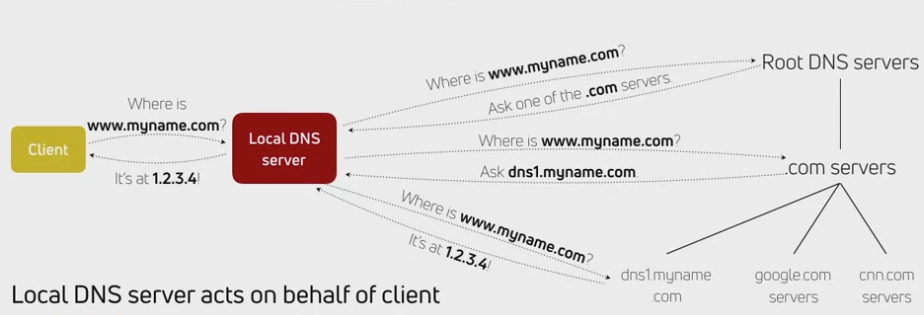 Where is www.myname.com?
Root DNS servers
Ask one of the .com servers.
Where is
www.myname.com?
Client
Local DNS
server
It's at 1.2.3.4!
Where is www.myname.com?
.com servers
Ask dns1.myname.com
Where is www.myname.com?
It's at 1.2.3.4!
dns1.myname
.com
google.com
servers
cnn.com
servers
Local DNS server acts on behalf of client